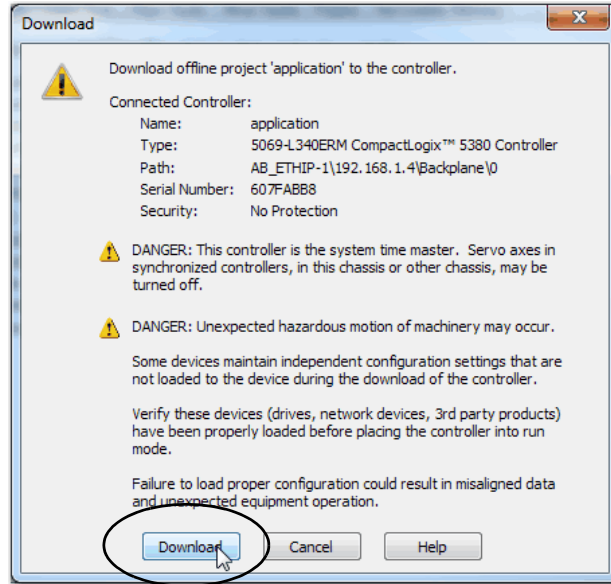 Download
Download offline project 'application' to the controller.
Connected Controller:
Name: application
Type: 5069-L340ERM CompactLogix™ 5380 Controller
Path: AB_ETHIP-1\192.168.1.4\Backplane\0
Serial Number: 607FABB8
Security: No Protection
DANGER: This controller is the system time master. Servo axes in
synchronized controllers, in this chassis or other chassis, may be
turned off.
DANGER: Unexpected hazardous motion of machinery may occur.
Some devices maintain independent configuration settings that are
not loaded to the device during the download of the controller.
Verify these devices (drives, network devices, 3rd party products)
have been properly loaded before placing the controller into run
mode.
Failure to load proper configuration could result in misaligned data
and unexpected equipment operation.
Download Cancel Help